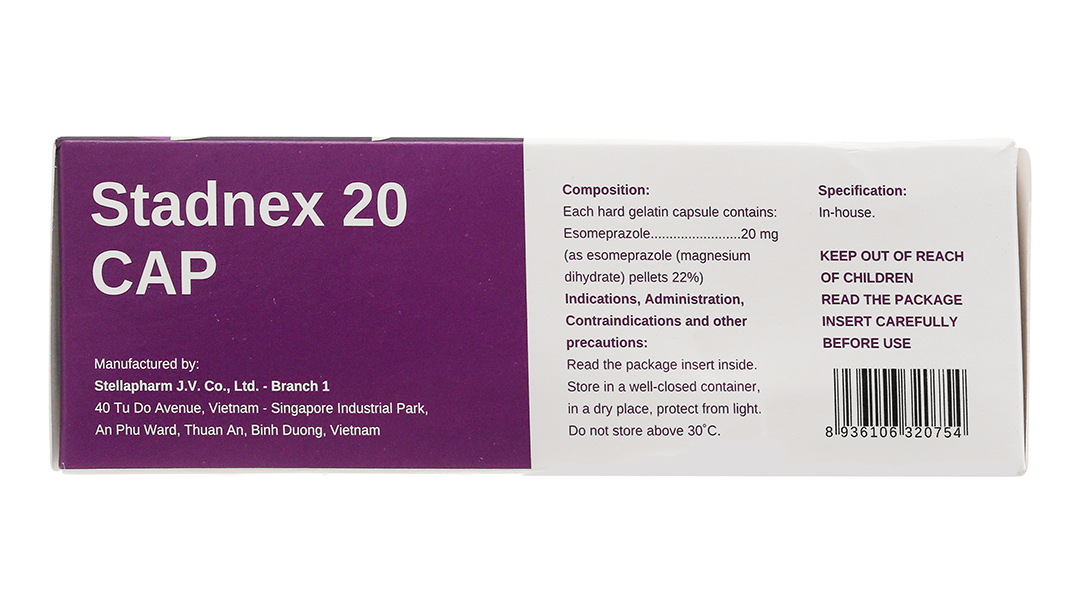 Stadnex 20
CAP
Manufactured by:
Stellapharm J.V. Co., Ltd. - Branch 1
40 Tu Do Avenue, Vietnam - Singapore Industrial Park,
An Phu Ward, Thuan An, Binh Duong, Vietnam
Composition:
Each hard gelatin capsule contains:
Esomeprazole........................20 mg
(as esomeprazole (magnesium
dihydrate) pellets 22%)
Indications, Administration,
Contraindications and other
precautions:
Read the package insert inside.
Store in a well-closed container,
in a dry place, protect from light.
Do not store above 30˚C.
Specification:
In-house.
KEEP OUT OF REACH
OF CHILDREN
READ THE PACKAGE
INSERT CAREFULLY
BEFORE USE
8 936106 320754